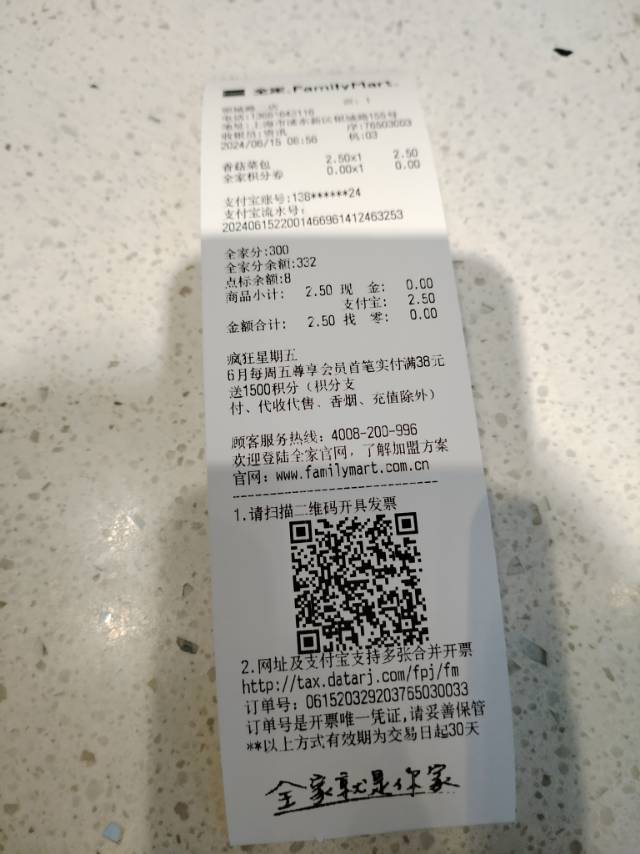 全家 FamilyMart
2024/06/15 06:56 机:03
香菇菜包 2.50x1 2.50
全家积分券 0.00x1 0.00
支付宝账号:138******24
支付宝流水号:
2024061522001466961412463253
全家分:300
全家分余额:332
点标余额:8
商品小计: 2.50 现 金: 0.00
支付宝: 2.50
金额合计: 2.50 找 零: 0.00
疯狂星期五
6月每周五尊享会员首笔实付满38元
送1500积分(积分支
付、代收代售、香烟、充值除外)
顾客服务热线: 4008-200-996
欢迎登陆全家官网,了解加盟方案
官网: www.familymart.com.cn
1.请扫描二维码开具发票
2.网址及支付宝支持多张合并开票
http://tax.datarj.com/fpj/fm
订单号: 061520329203765030033
订单号是开票唯一凭证,请妥善保管
**以上方式有效期为交易日起30天
全家就是你家